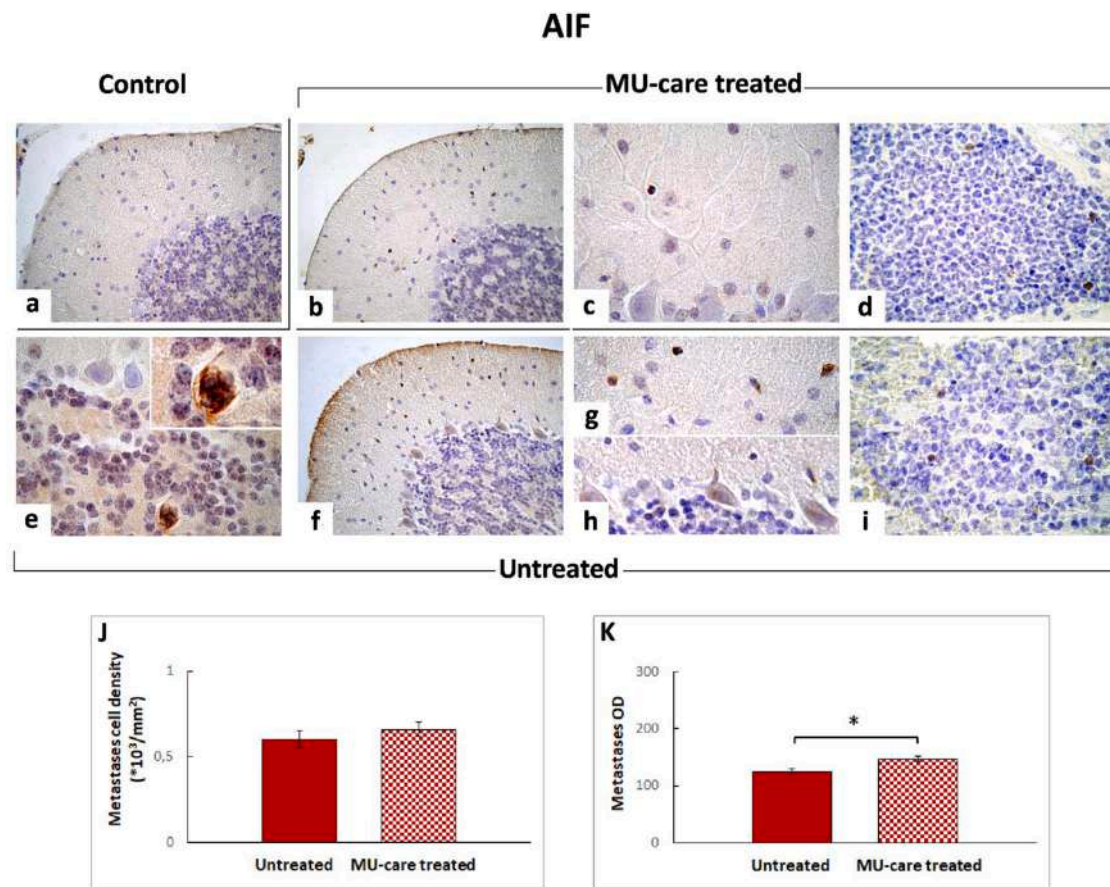 AIF
Control
MU-care treated
a
b
c
d
e
f
g
h
i
Untreated
J
Metastases cell density
(*10³/mm²)
1
0,5
0
Untreated
MU-care treated
K
Metastases OD
300
200
100
0
*
Untreated
MU-care treated